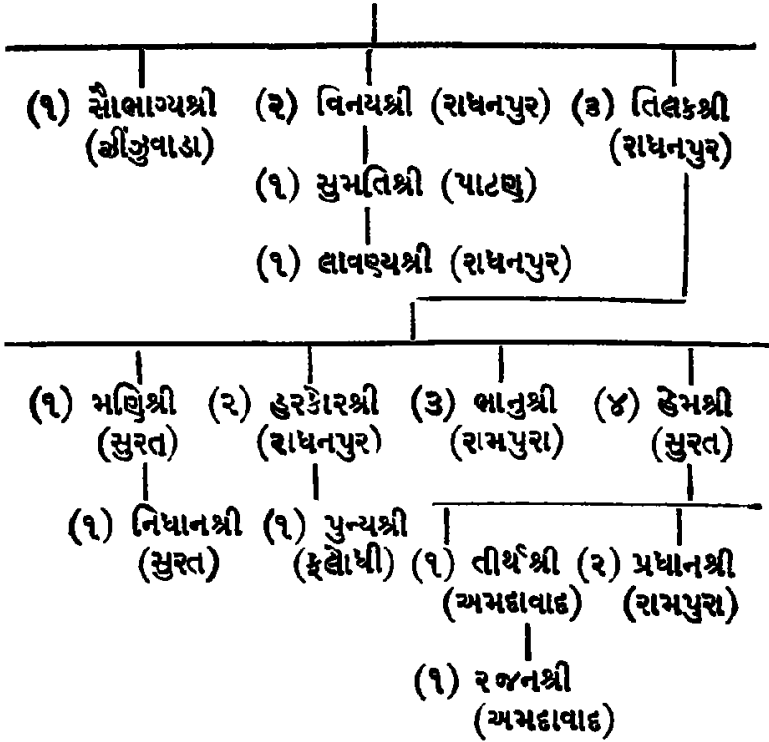 (૧) સૌભાગ્યશ્રી (૨) વિનયશ્રી (રાધનપુર) (૩) તિલકશ્રી
(ઝીંઝુવાડા) (રાધનપુર)
(૧) સુમતિશ્રી (પાટણ)
(૧) લાવણ્યશ્રી (રાધનપુર)
(૧) મણિશ્રી (૨) હરકોરશ્રી (૩) ભાનુશ્રી (૪) હેમશ્રી
(સુરત) (રાધનપુર) (રામપુરા) (સુરત)
(૧) નિધાનશ્રી (૧) પુન્યશ્રી
(સુરત) (ફલોધી) (૧) તીર્થશ્રી (૨) પ્રધાનશ્રી
(અમદાવાદ) (રામપુરા)
(૧) રજનશ્રી
(અમદાવાદ)